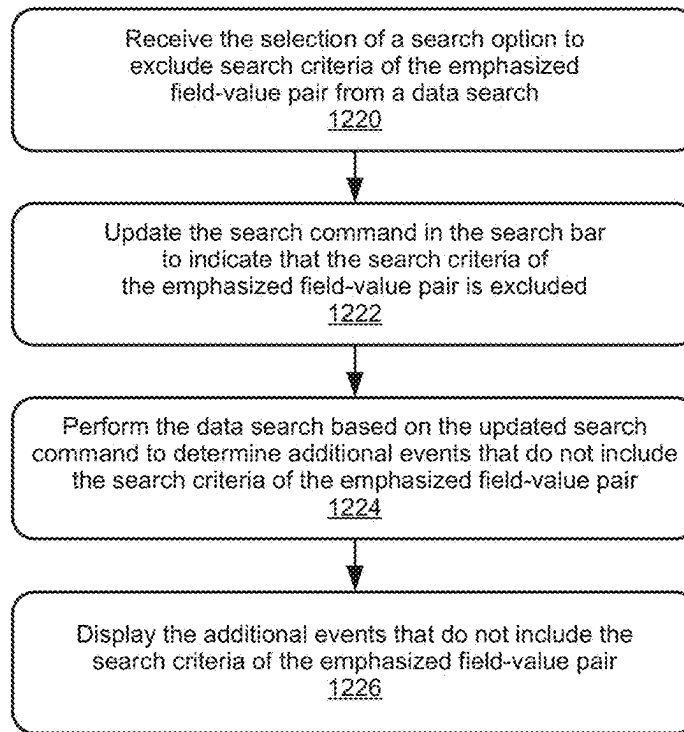 Receive the selection of a search option to
exclude search criteria of the emphasized
field-value pair from a data search
1220
Update the search command in the search bar
to indicate that the search criteria of
the emphasized field-value pair is excluded
1222
Perform the data search based on the updated search
command to determine additional events that do not include
the search criteria of the emphasized field-value pair
1224
Display the additional events that do not include the
search criteria of the emphasized field-value pair
1226